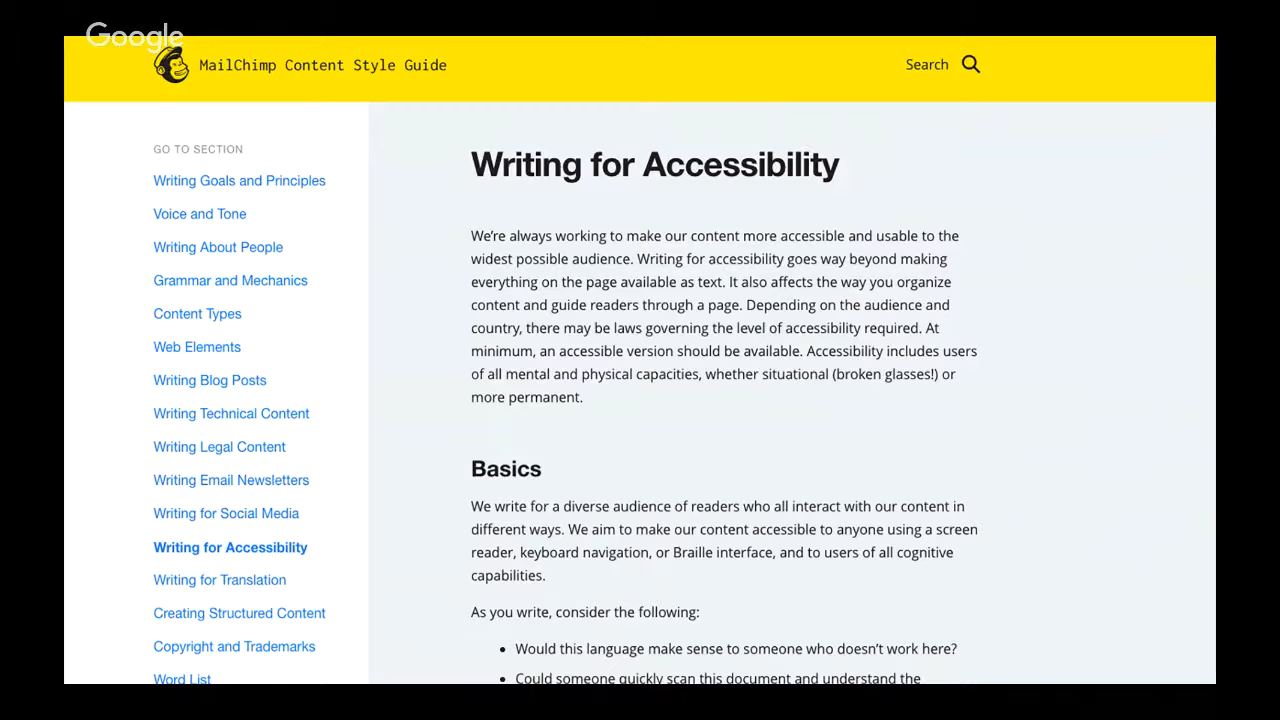 Google
MailChimp Content Style Guide
Search
GO TO SECTION
Writing Goals and Principles
Voice and Tone
Writing About People
Grammar and Mechanics
Content Types
Web Elements
Writing Blog Posts
Writing Technical Content
Writing Legal Content
Writing Email Newsletters
Writing for Social Media
Writing for Accessibility
Writing for Translation
Creating Structured Content
Copyright and Trademarks
Word List
Writing for Accessibility
We’re always working to make our content more accessible and usable to the
widest possible audience. Writing for accessibility goes way beyond making
everything on the page available as text. It also affects the way you organize
content and guide readers through a page. Depending on the audience and
country, there may be laws governing the level of accessibility required. At
minimum, an accessible version should be available. Accessibility includes users
of all mental and physical capacities, whether situational (broken glasses!) or
more permanent.
Basics
We write for a diverse audience of readers who all interact with our content in
different ways. We aim to make our content accessible to anyone using a screen
reader, keyboard navigation, or Braille interface, and to users of all cognitive
capabilities.
As you write, consider the following:
• Would this language make sense to someone who doesn’t work here?
• Could someone quickly scan this document and understand the